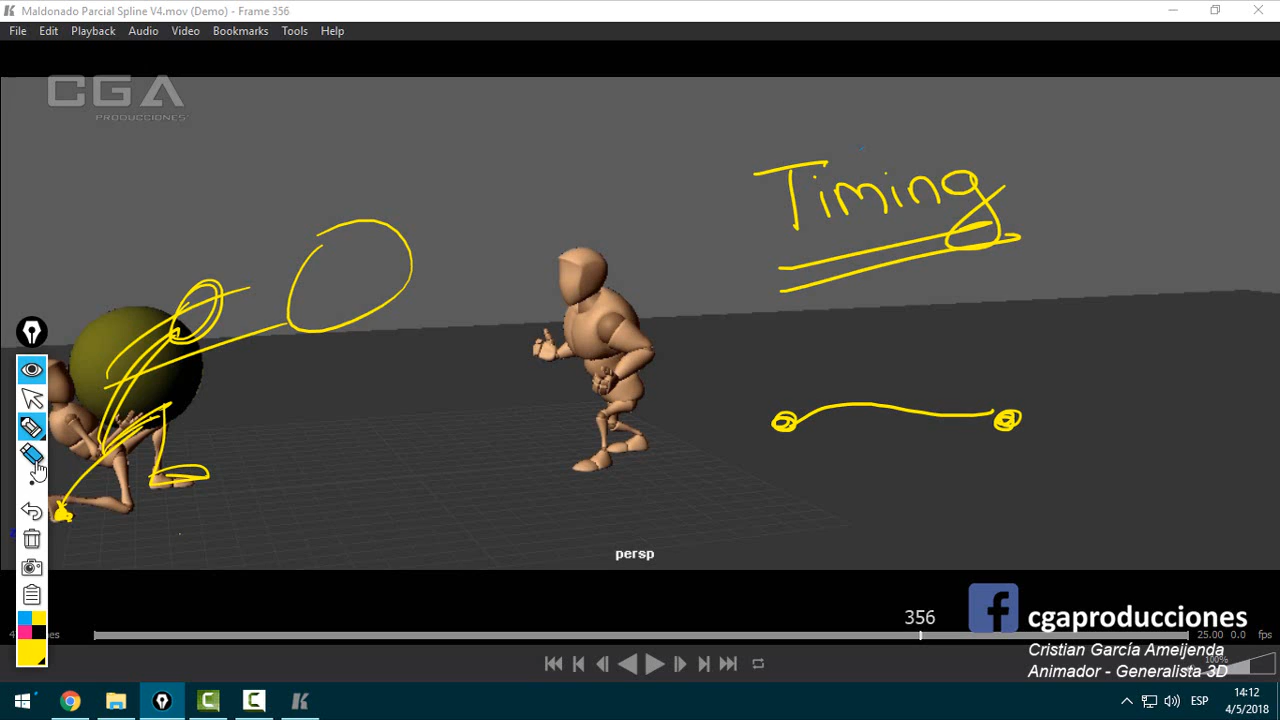 Maldonado Parcial Spline V4.mov (Demo) - Frame 356
File Edit Playback Audio Video Bookmarks Tools Help
CGA
PRODUCCIONES
Timing
persp
356
cgaproducciones
25.00 0.0 fps
Cristian García Ameijenda
Animador - Generalista 3D
100%
ESP
14:12
4/5/2018